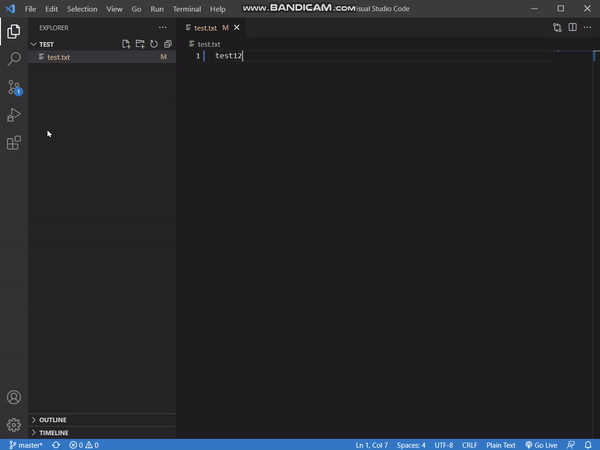 File Edit Selection View Go Run Terminal Help www.BANDICAM.com isual Studio Code
EXPLORER
TEST
test.txt M
test.txt M
test.txt
1 test12
1
OUTLINE
TIMELINE
master* 0 0 Ln 1, Col 7 Spaces: 4 UTF-8 CRLF Plain Text Go Live